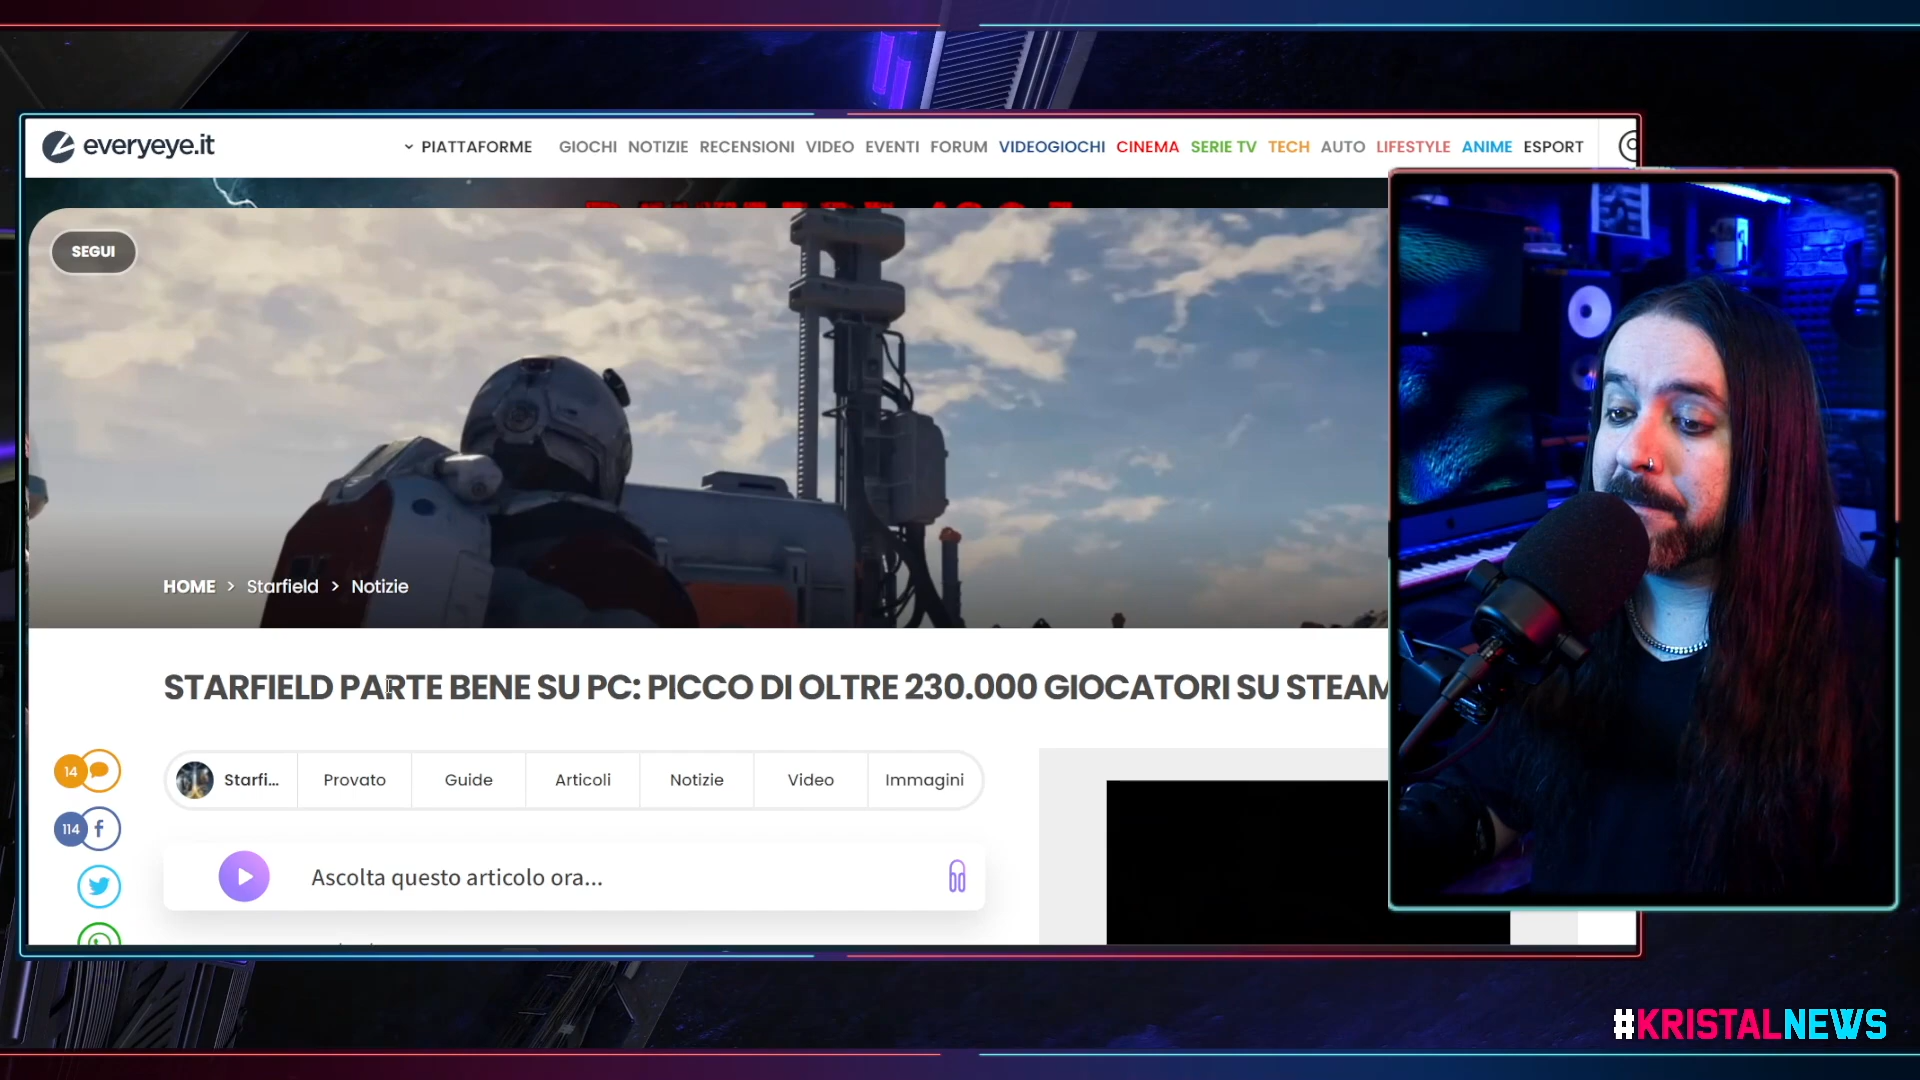 everyeye.it
PIATTAFORME GIOCHI NOTIZIE RECENSIONI VIDEO EVENTI FORUM VIDEOGIOCHI CINEMA SERIE TV TECH AUTO LIFESTYLE ANIME ESPORT
SEGUI
HOME > Starfield > Notizie
STARFIELD PARTE BENE SU PC: PICCO DI OLTRE 230.000 GIOCATORI SU STEAM
14
Starfi... Provato Guide Articoli Notizie Video Immagini
114
Ascolta questo articolo ora...
#KRISTALNEWS